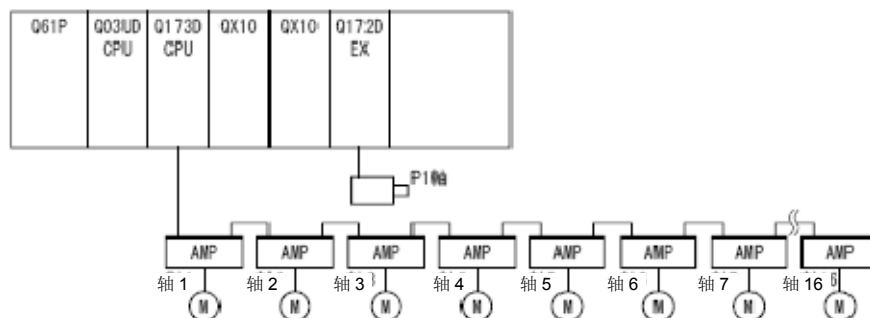 Q61P Q03UD Q173D QX10 QX10 Q172D
CPU CPU EX
P1軸
AMP AMP AMP AMP AMP AMP AMP AMP
轴 1 轴 2 轴 3 轴 4 轴 5 轴 6 轴 7 轴 16
M M M M M M M M